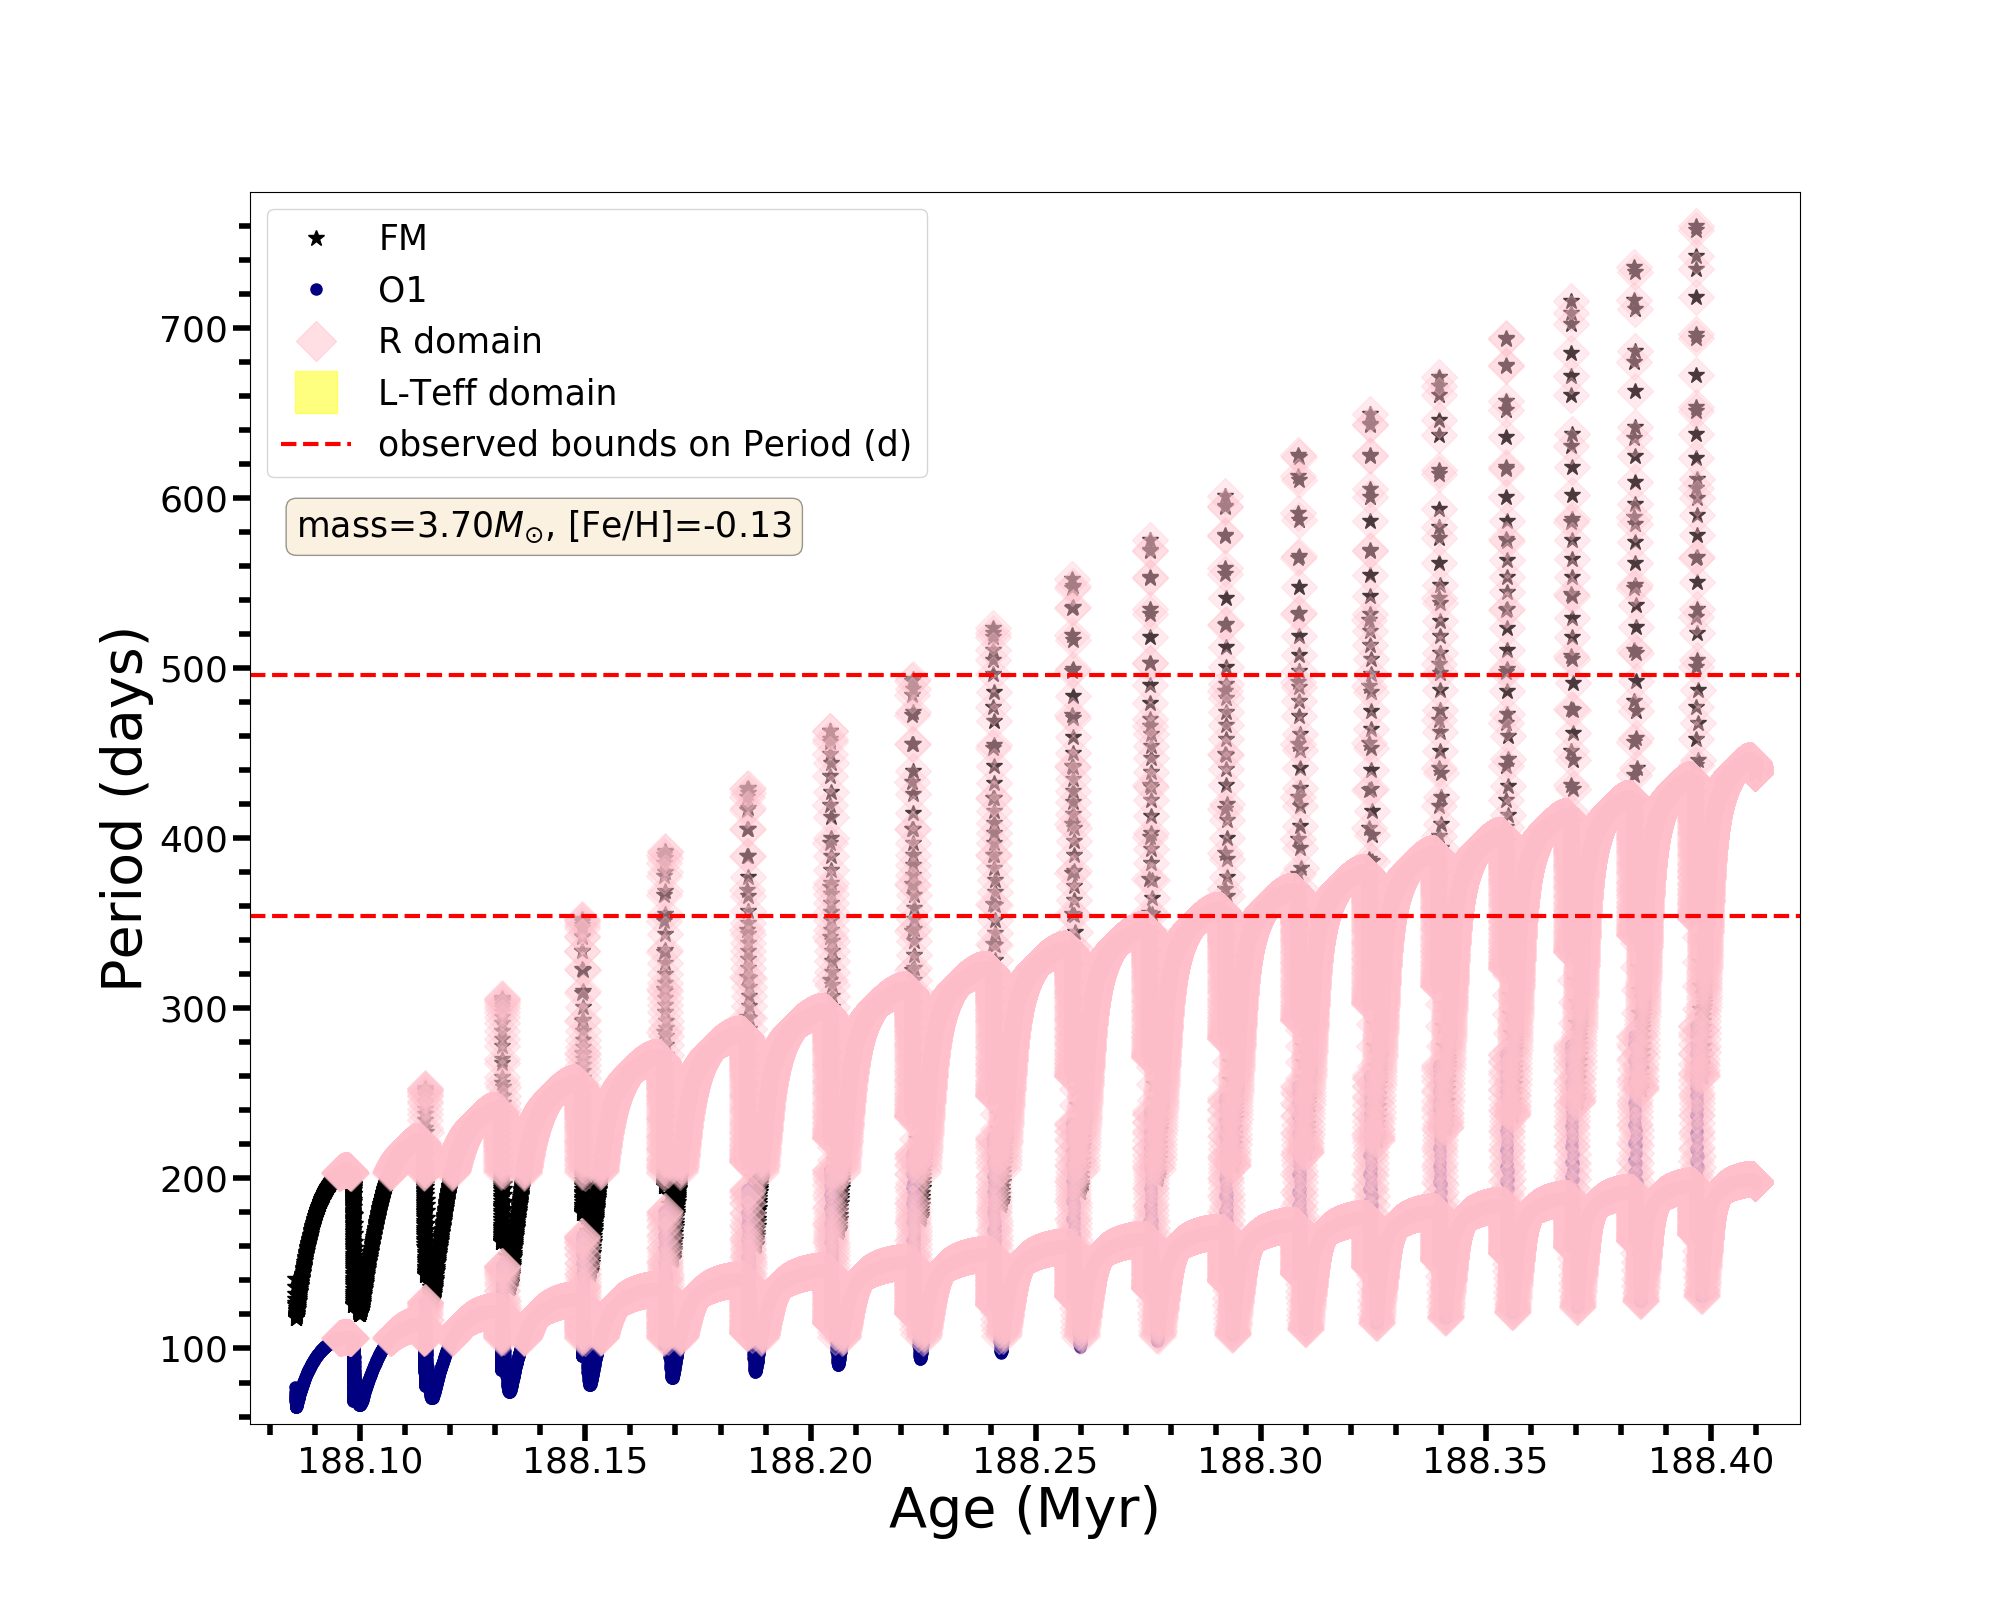 FM
O1
R domain
L-Teff domain
observed bounds on Period (d)
mass=3.70M⊙, [Fe/H]=-0.13
Period (days)
700
600
500
400
300
200
100
188.10 188.15 188.20 188.25 188.30 188.35 188.40
Age (Myr)